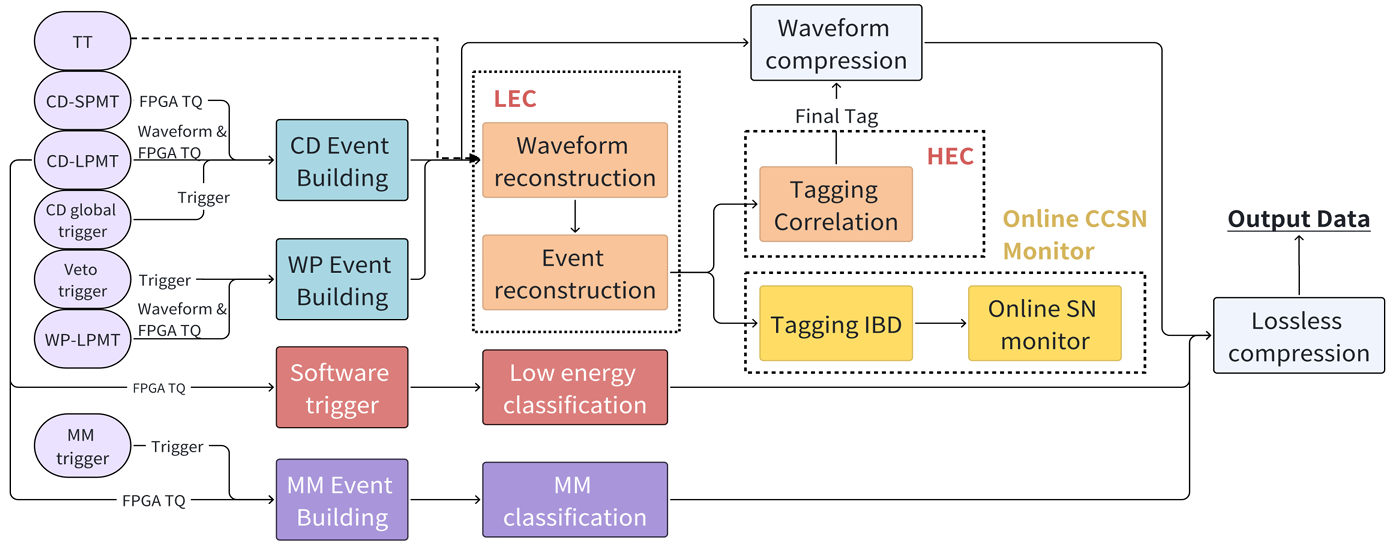 TT
CD-SPMT
FPGA TQ
Waveform &
FPGA TQ
CD-LPMT
Trigger
CD global
trigger
Veto
trigger
Trigger
Waveform &
FPGA TQ
WP-LPMT
CD Event
Building
WP Event
Building
LEC
Waveform
reconstruction
Event
reconstruction
Waveform
compression
Final Tag
HEC
Tagging
Correlation
Online CCSN
Monitor
Tagging IBD
Online SN
monitor
Output Data
Lossless
compression
FPGA TQ
Software
trigger
Low energy
classification
MM
trigger
Trigger
FPGA TQ
MM Event
Building
MM
classification